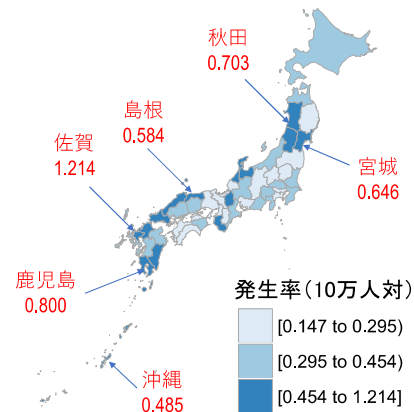 秋田
0.703
島根
0.584
佐賀
1.214
宮城
0.646
鹿児島
0.800
発生率(10万人対)
[0.147 to 0.295)
[0.295 to 0.454)
[0.454 to 1.214]
沖縄
0.485